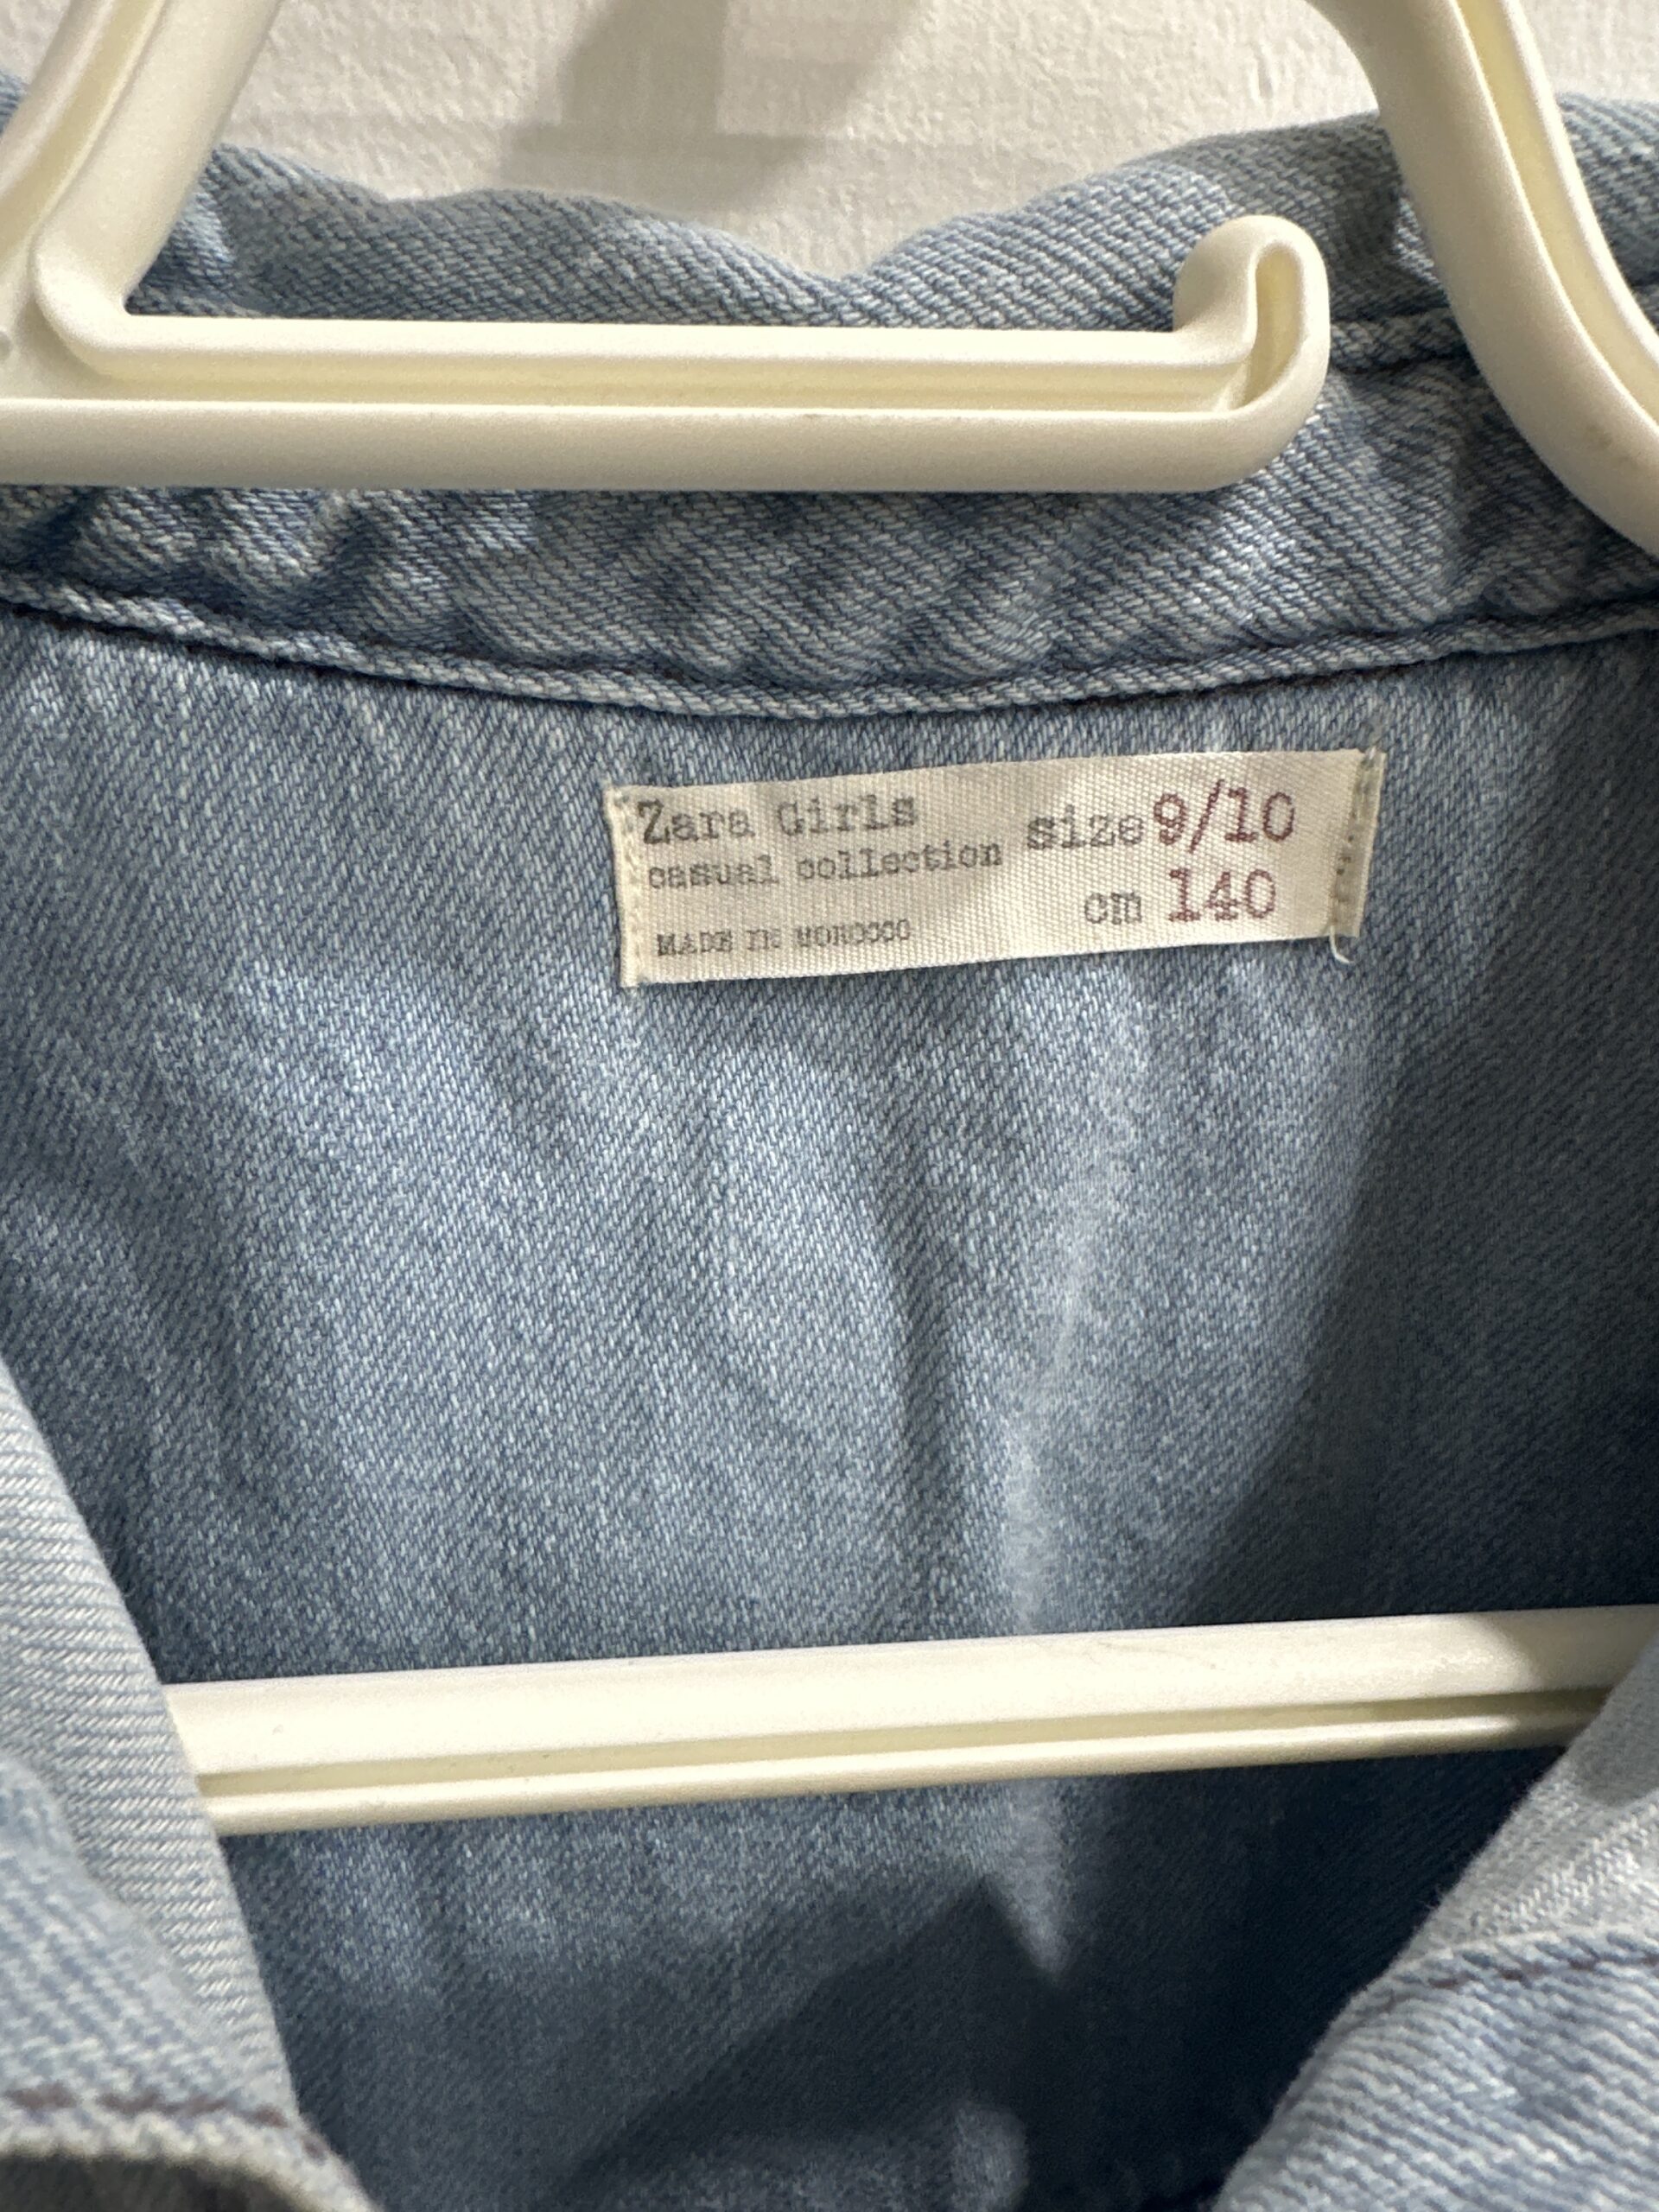 Zara Girls
casual collection
MADE IN MOROCCO
size 9/10
cm 140